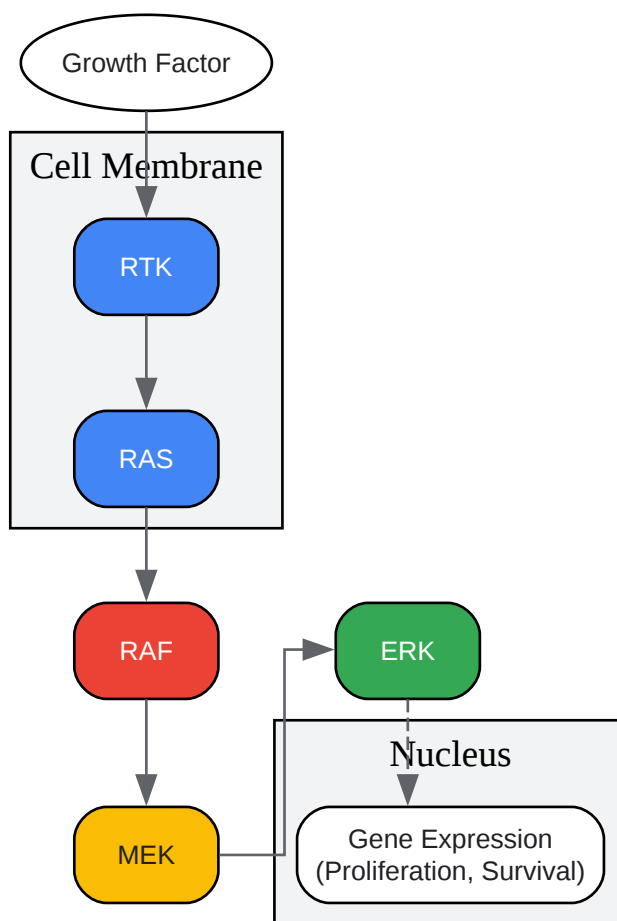 Growth Factor
Cell Membrane
RTK
RAS
RAF
ERK
Nucleus
MEK
Gene Expression
(Proliferation, Survival)